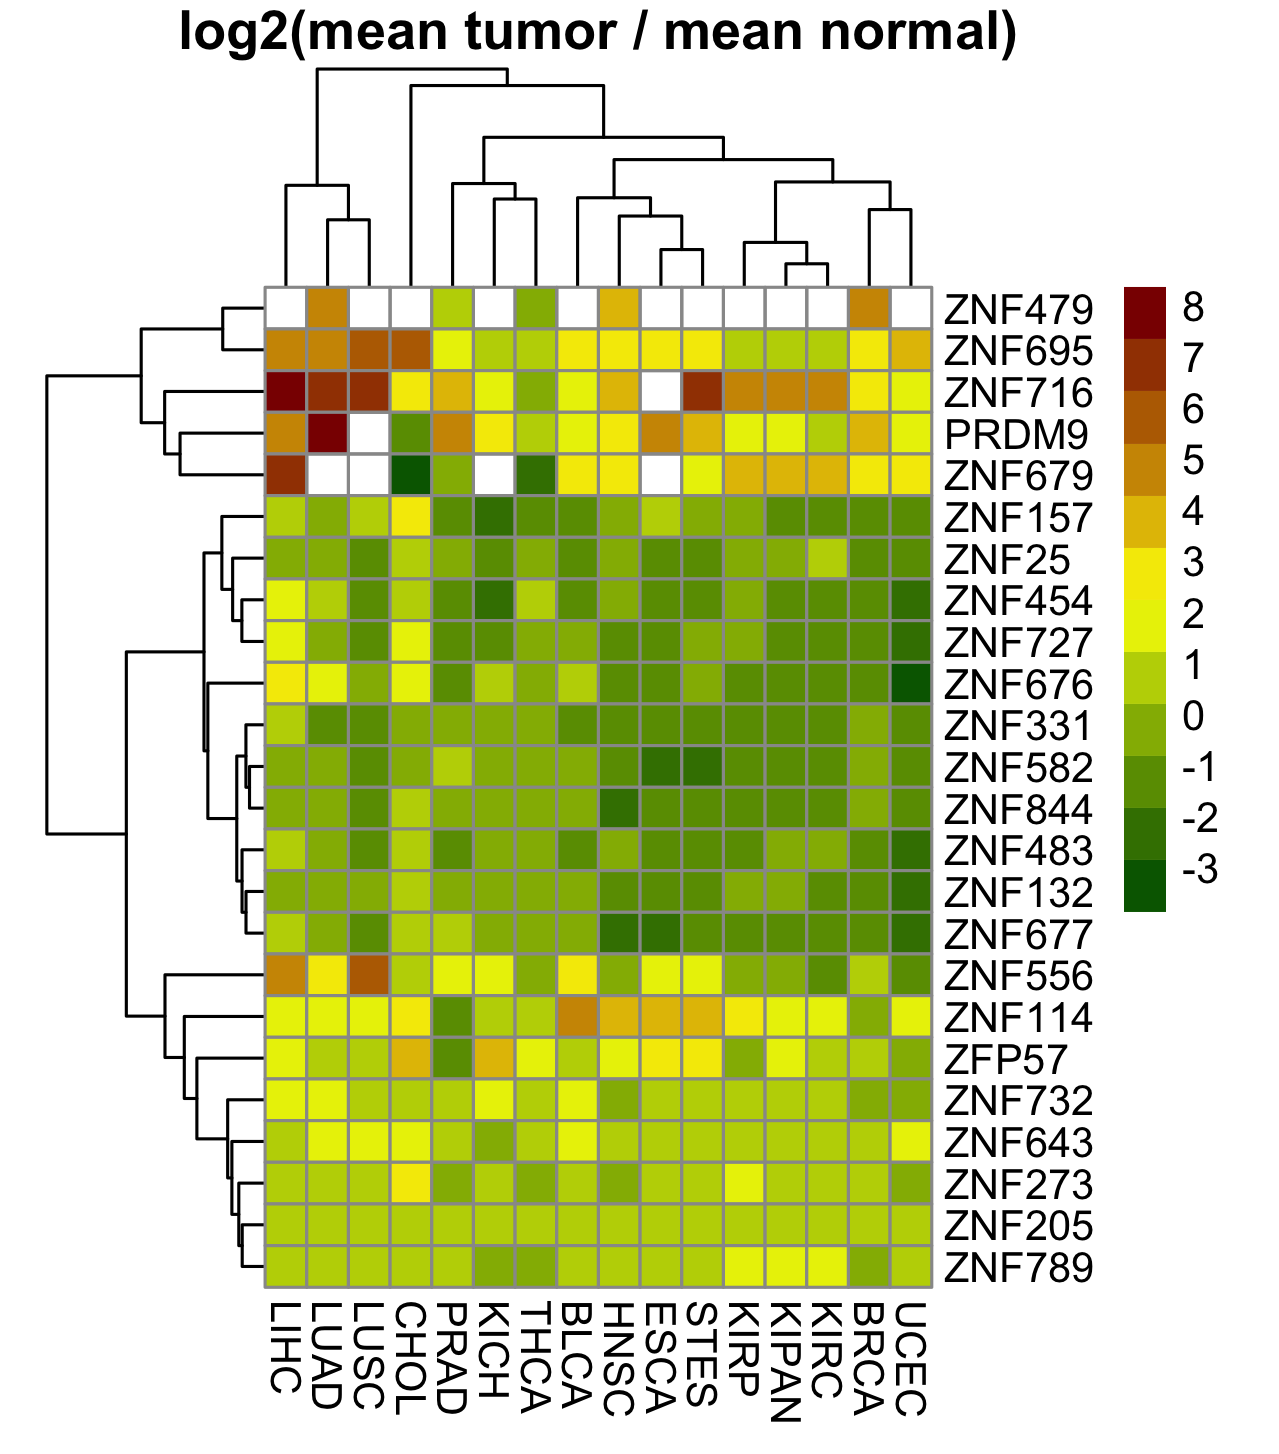 log2(mean tumor / mean normal)
ZNF479
ZNF695
ZNF716
PRDM9
ZNF679
ZNF157
ZNF25
ZNF454
ZNF727
ZNF676
ZNF331
ZNF582
ZNF844
ZNF483
ZNF132
ZNF677
ZNF556
ZNF114
ZFP57
ZNF732
ZNF643
ZNF273
ZNF205
ZNF789
8
7
6
5
4
3
2
1
0
-1
-2
-3
LIHC
LUAD
LUSC
CHOL
PRAD
KICH
THCA
BLCA
HNSC
ESCA
STES
KIRP
KIPAN
KIRC
BRCA
UCEC